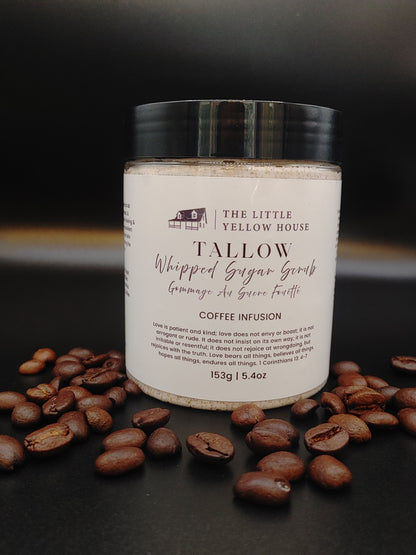 THE LITTLE
YELLOW HOUSE
TALLOW
Whipped Sugar Scrub
Gommage Au Sucre Fouetté
COFFEE INFUSION
Love is patient and kind; love does not envy or boast; it is not
arrogant or rude. It does not insist on its own way; it is not
irritable or resentful; it does not rejoice at wrongdoing, but
rejoices with the truth. Love bears all things, believes all things,
hopes all things, endures all things. 1 Corinthians 13: 4-7
153g | 5.4oz